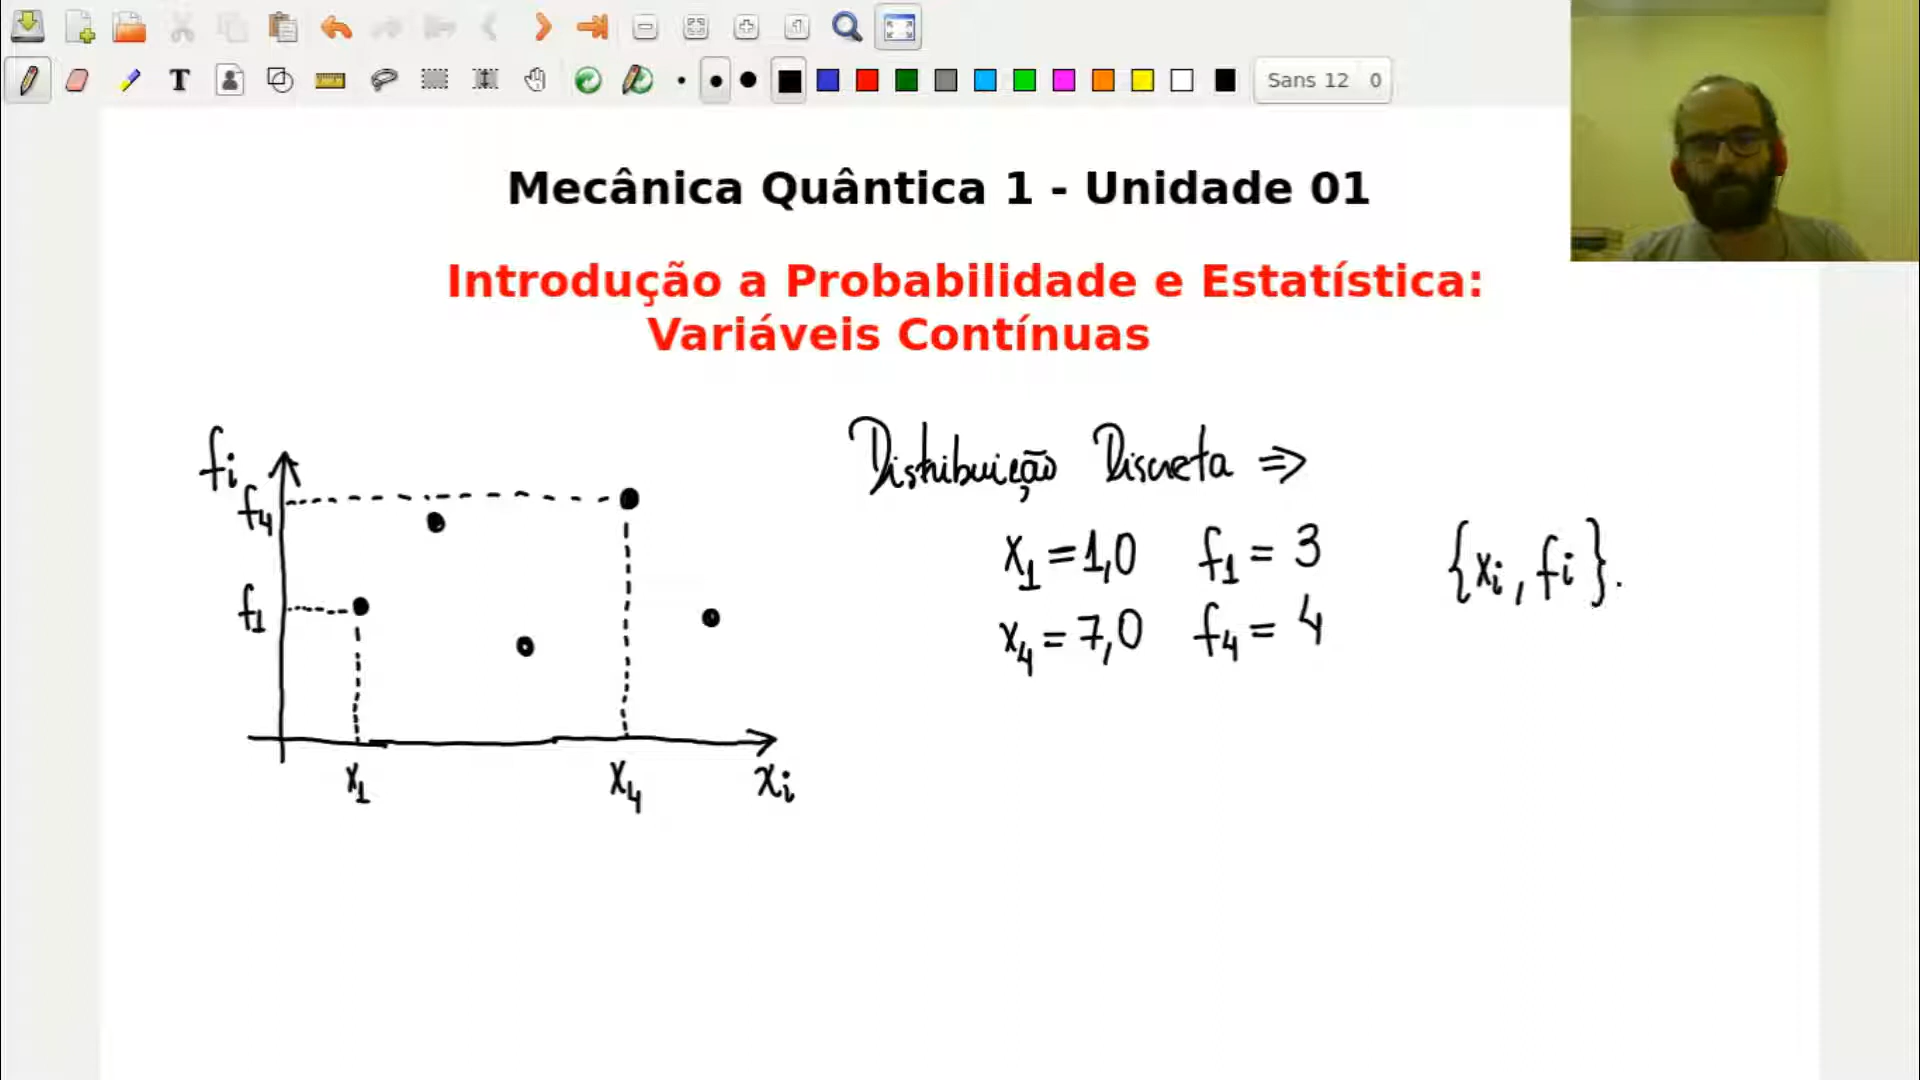 Sans 12 0
Mecânica Quântica 1 - Unidade 01
Introdução a Probabilidade e Estatística:
Variáveis Contínuas
fi
f4
f1
x1 x4 xi
Distribuição Discreta ⇒
x1 = 1,0 f1 = 3 {xi, fi}.
x4 = 7,0 f4 = 4